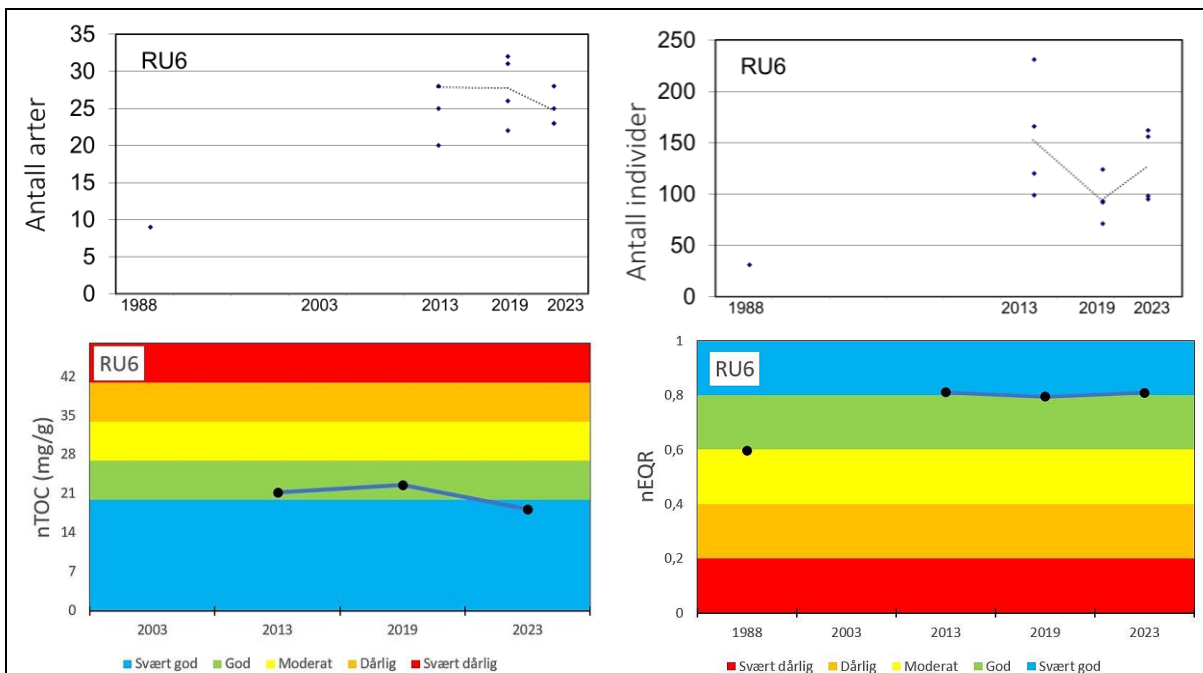 RU6
Antall arter
35
30
25
20
15
10
5
0
1988 2003 2013 2019 2023
RU6
Antall individer
250
200
150
100
50
0
1988 2013 2019 2023
RU6
nTOC (mg/g)
42
35
28
21
14
7
0
2003 2013 2019 2023
Svært god God Moderat Dårlig Svært dårlig
RU6
nEQR
1
0,8
0,6
0,4
0,2
0
1988 2003 2013 2019 2023
Svært dårlig Dårlig Moderat God Svært god